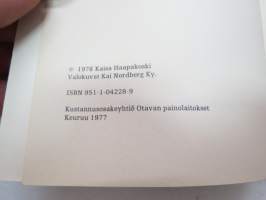 © 1976 Kaisa Haapakoski
Valokuvat Kai Nordberg Ky.
ISBN 951-1-04228-9
Kustannusosakeyhtiö Otavan painolaitokset
Keuruu 1977